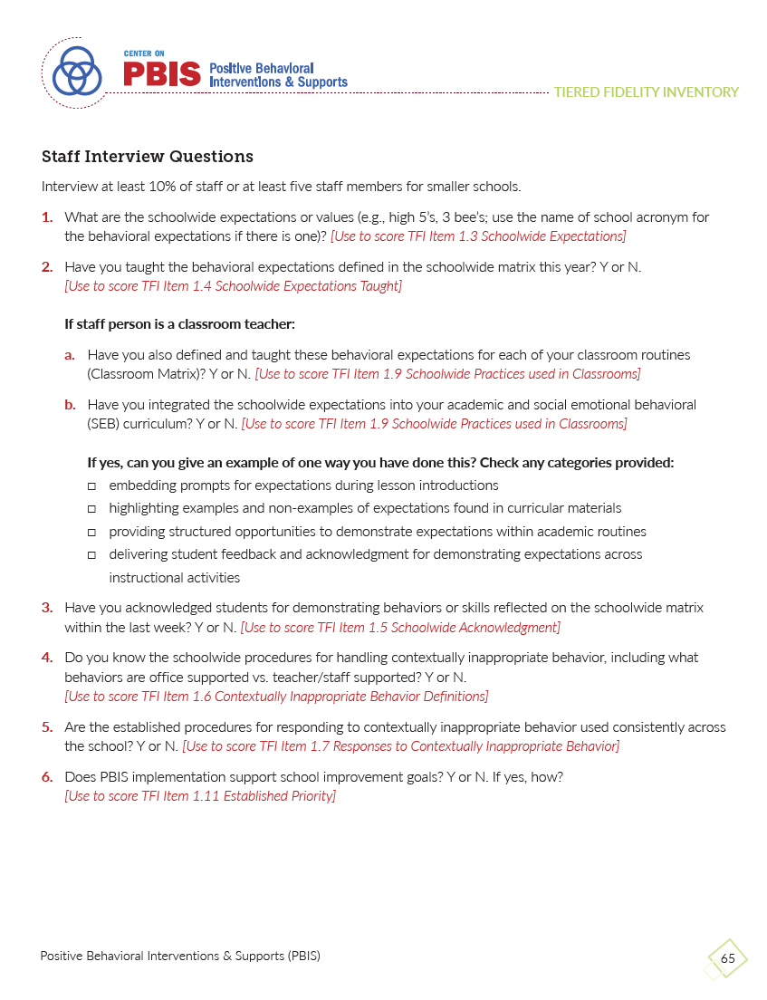 CENTER ON
PBIS Positive Behavioral
Interventions & Supports
TIERED FIDELITY INVENTORY
Staff Interview Questions
Interview at least 10% of staff or at least five staff members for smaller schools.
1. What are the schoolwide expectations or values (e.g., high 5’s, 3 bee’s; use the name of school acronym for
the behavioral expectations if there is one)? [Use to score TFI Item 1.3 Schoolwide Expectations]
2. Have you taught the behavioral expectations defined in the schoolwide matrix this year? Y or N.
[Use to score TFI Item 1.4 Schoolwide Expectations Taught]
If staff person is a classroom teacher:
a. Have you also defined and taught these behavioral expectations for each of your classroom routines
(Classroom Matrix)? Y or N. [Use to score TFI Item 1.9 Schoolwide Practices used in Classrooms]
b. Have you integrated the schoolwide expectations into your academic and social emotional behavioral
(SEB) curriculum? Y or N. [Use to score TFI Item 1.9 Schoolwide Practices used in Classrooms]
If yes, can you give an example of one way you have done this? Check any categories provided:
□ embedding prompts for expectations during lesson introductions
□ highlighting examples and non-examples of expectations found in curricular materials
□ providing structured opportunities to demonstrate expectations within academic routines
□ delivering student feedback and acknowledgment for demonstrating expectations across
instructional activities
3. Have you acknowledged students for demonstrating behaviors or skills reflected on the schoolwide matrix
within the last week? Y or N. [Use to score TFI Item 1.5 Schoolwide Acknowledgment]
4. Do you know the schoolwide procedures for handling contextually inappropriate behavior, including what
behaviors are office supported vs. teacher/staff supported? Y or N.
[Use to score TFI Item 1.6 Contextually Inappropriate Behavior Definitions]
5. Are the established procedures for responding to contextually inappropriate behavior used consistently across
the school? Y or N. [Use to score TFI Item 1.7 Responses to Contextually Inappropriate Behavior]
6. Does PBIS implementation support school improvement goals? Y or N. If yes, how?
[Use to score TFI Item 1.11 Established Priority]
Positive Behavioral Interventions & Supports (PBIS)
65